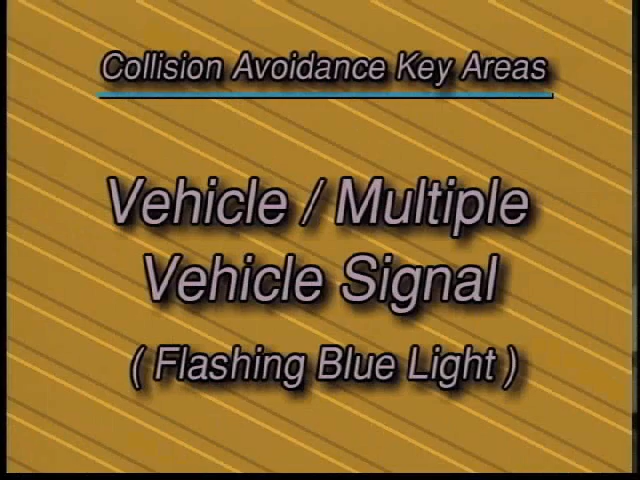 Collision Avoidance Key Areas
Vehicle / Multiple
Vehicle Signal
( Flashing Blue Light )